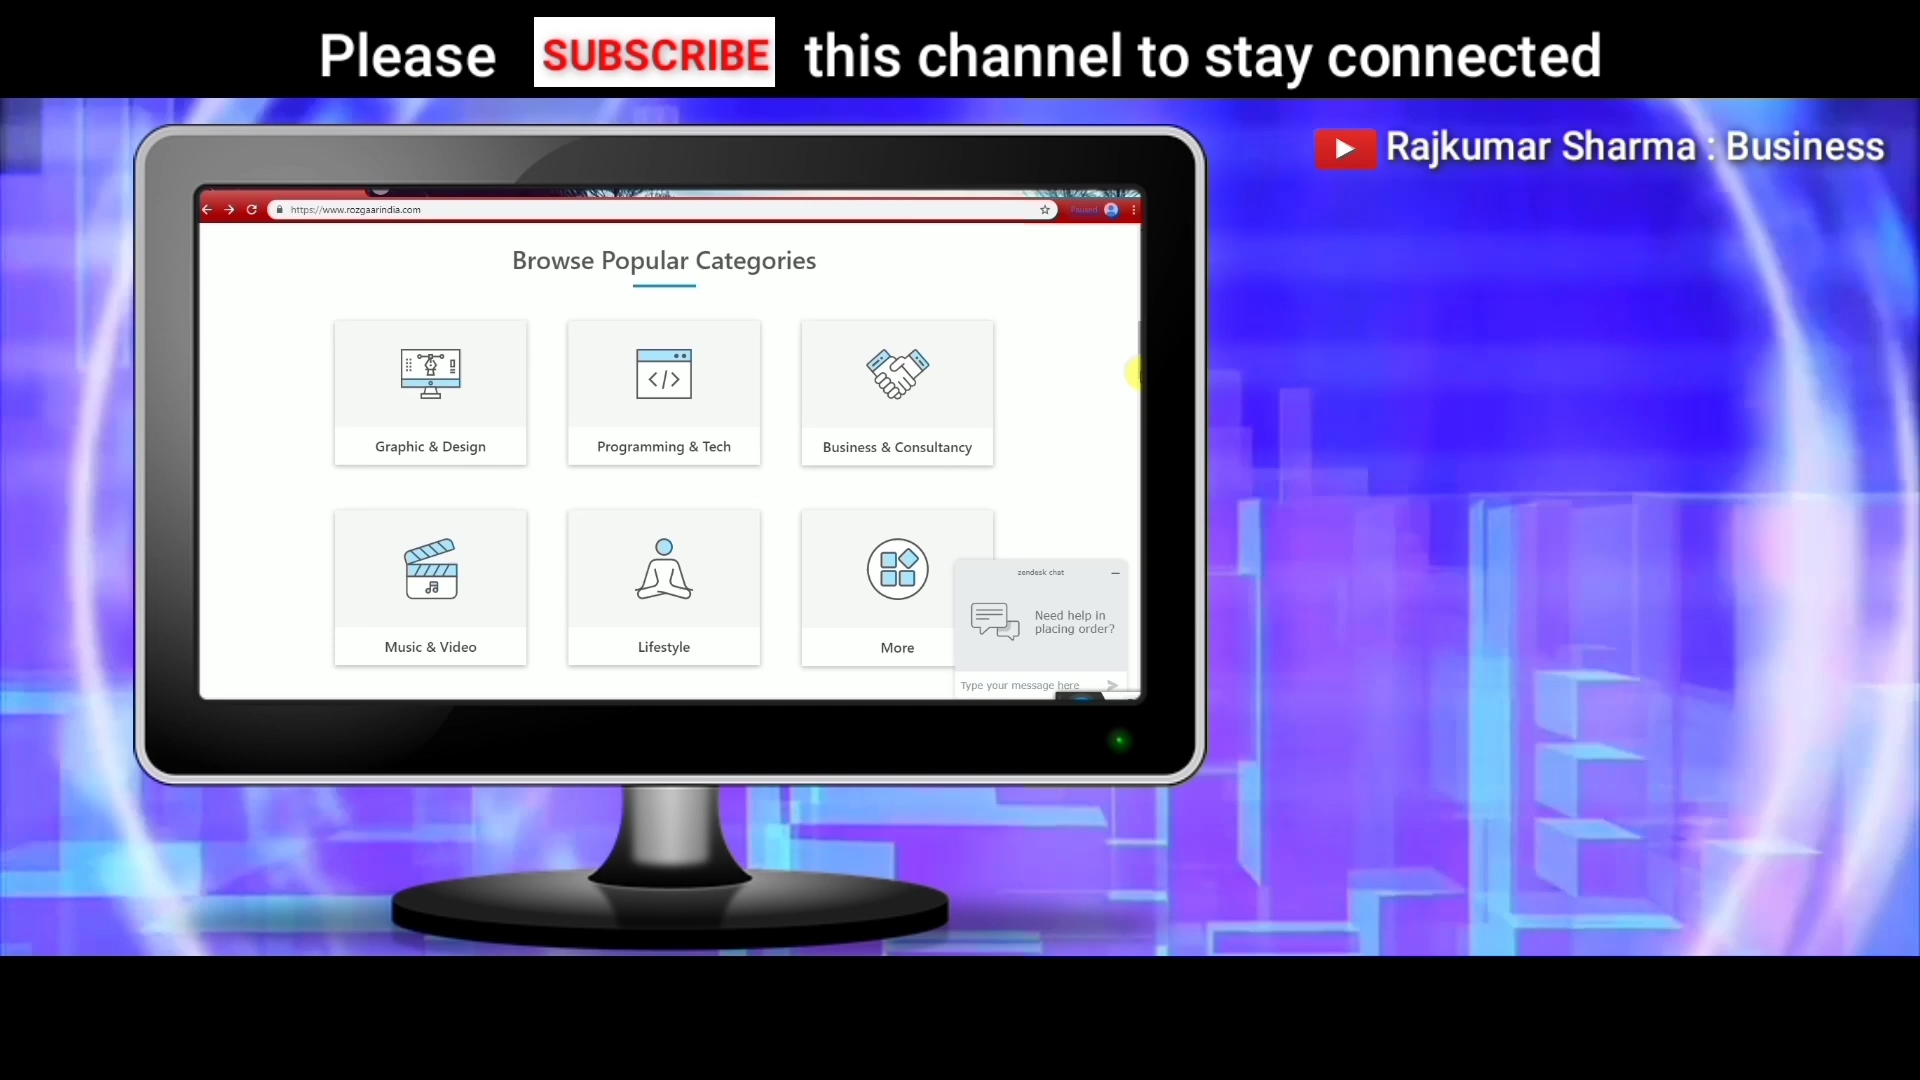 Please SUBSCRIBE this channel to stay connected
Rajkumar Sharma : Business
https://www.rozgaarindia.com
Paused
Browse Popular Categories
Graphic & Design
Programming & Tech
Business & Consultancy
Music & Video
Lifestyle
More
zendesk chat
Need help in
placing order?
Type your message here